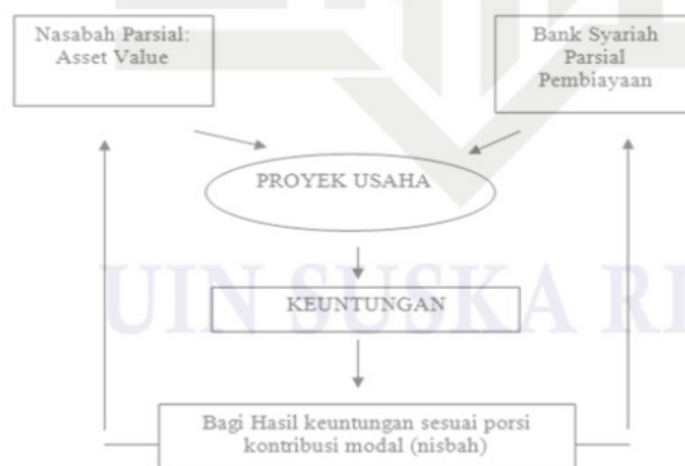 Nasabah Parsial:
Asset Value
Bank Syariah
Parsial
Pembiayaan
PROYEK USAHA
UIN SUSKA RI
KEUNTUNGAN
Bagi Hasil keuntungan sesuai porsi
kontribusi modal (nisbah)